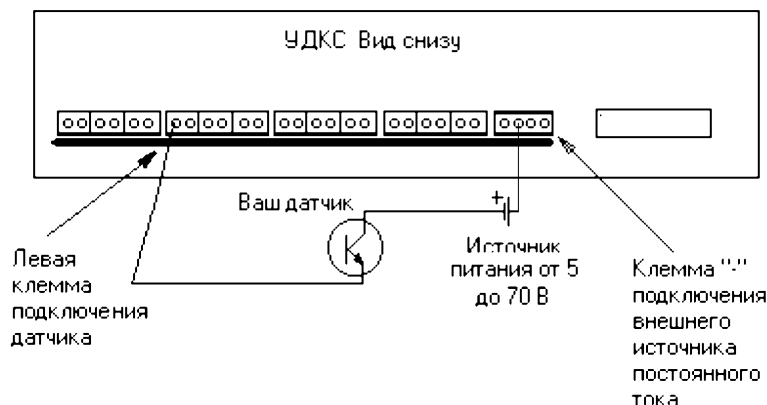 УДКС Вид снизу
Ваш датчик
+
Источник
питания от 5
до 70 В
Левая
клемма
подключения
датчика
Клемма "-"
подключения
внешнего
источника
постоянного
тока